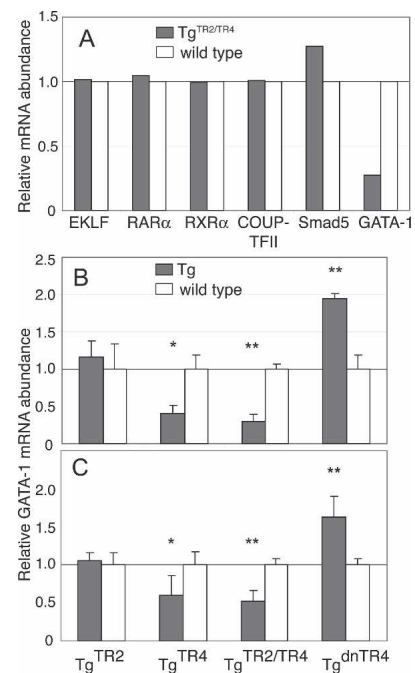 A
Tg TR2/TR4
wild type
Relative mRNA abundance
1.5
1.0
0.5
0
EKLF RARα RXRα COUP-TFII Smad5 GATA-1
B
Tg
wild type
Relative GATA-1 mRNA abundance
2.5
2.0
1.5
1.0
0.5
0
* ** **
C
2.0
1.5
1.0
0.5
0
* ** **
Tg TR2 Tg TR4 Tg TR2/TR4 Tg dnTR4